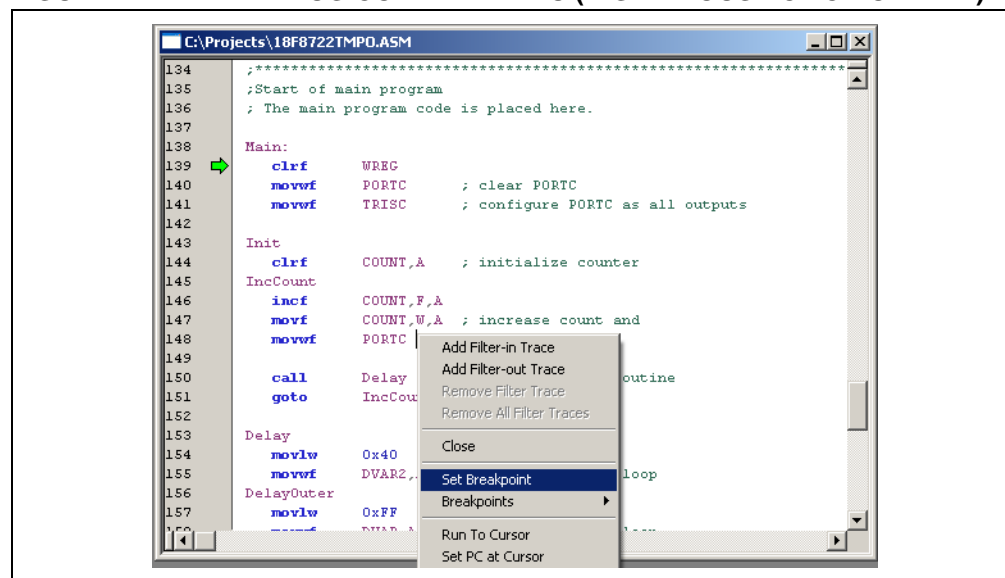 C:\Projects\18F8722TMPO.ASM
134 ;******************************************************************
135 ;Start of main program
136 ; The main program code is placed here.
137
138 Main:
139 clrf WREG
140 movwf PORTC ; clear PORTC
141 movwf TRISC ; configure PORTC as all outputs
142
143 Init
144 clrf COUNT,A ; initialize counter
145 IncCount
146 incf COUNT,F,A
147 movf COUNT,W,A ; increase count and
148 movwf PORTC
149
150 call Delay outine
151 goto IncCou
152
153 Delay
154 movlw 0x40
155 movwf DVAR2, loop
156 DelayOuter
157 movlw 0xFF
Add Filter-in Trace
Add Filter-out Trace
Remove Filter Trace
Remove All Filter Traces
Close
Set Breakpoint
Breakpoints
Run To Cursor
Set PC at Cursor